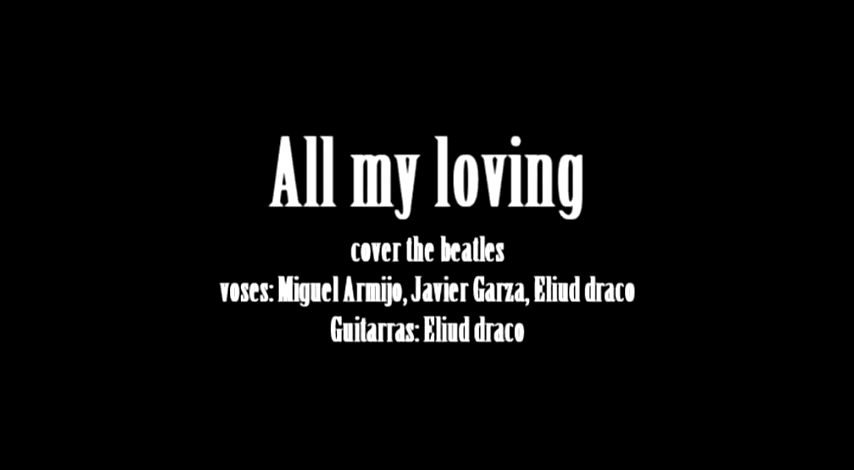 All my loving
cover the beatles
voses: Miguel Armijo, Javier Garza, Eliud draco
Guitarras: Eliud draco